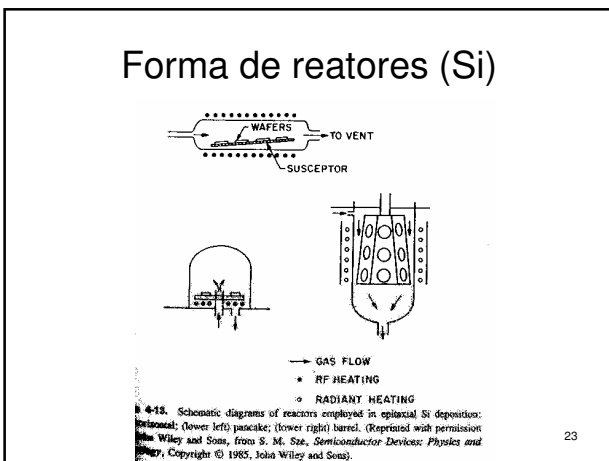 Forma de reatores (Si)
WAFERS
TO VENT
SUSCEPTOR
GAS FLOW
RF HEATING
RADIANT HEATING
4-13. Schematic diagrams of reactors employed in epitaxial Si deposition:
(lower left) pancake; (lower right) barrel. (Reprinted with permission
Wiley and Sons, from S. M. Sze, Semiconductor Devices: Physics and
Copyright © 1985, John Wiley and Sons).
23